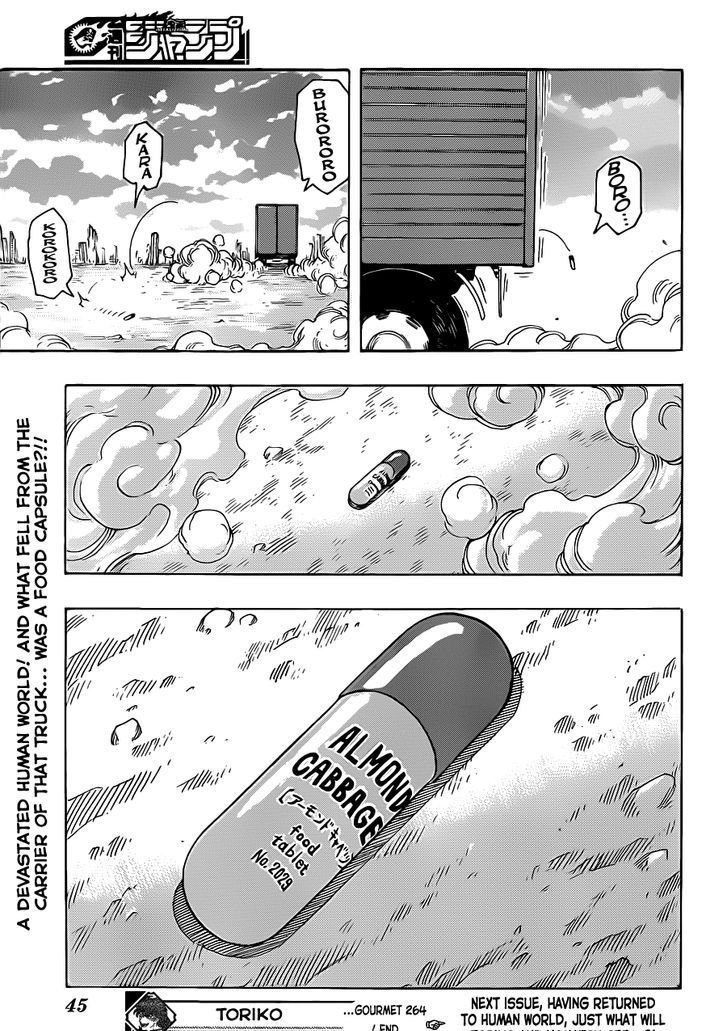 週刊
ジャンプ
BORO...
BURORORO
KARA
KOROKORO
ALMOND
CABBAGE
[アーモンドキャベツ]
food
tablet
No.2029
A DEVASTATED HUMAN WORLD! AND WHAT FELL FROM THE
CARRIER OF THAT TRUCK... WAS A FOOD CAPSULE?!!
45
TORIKO
...GOURMET 264
/ END
NEXT ISSUE, HAVING RETURNED
TO HUMAN WORLD, JUST WHAT WILL